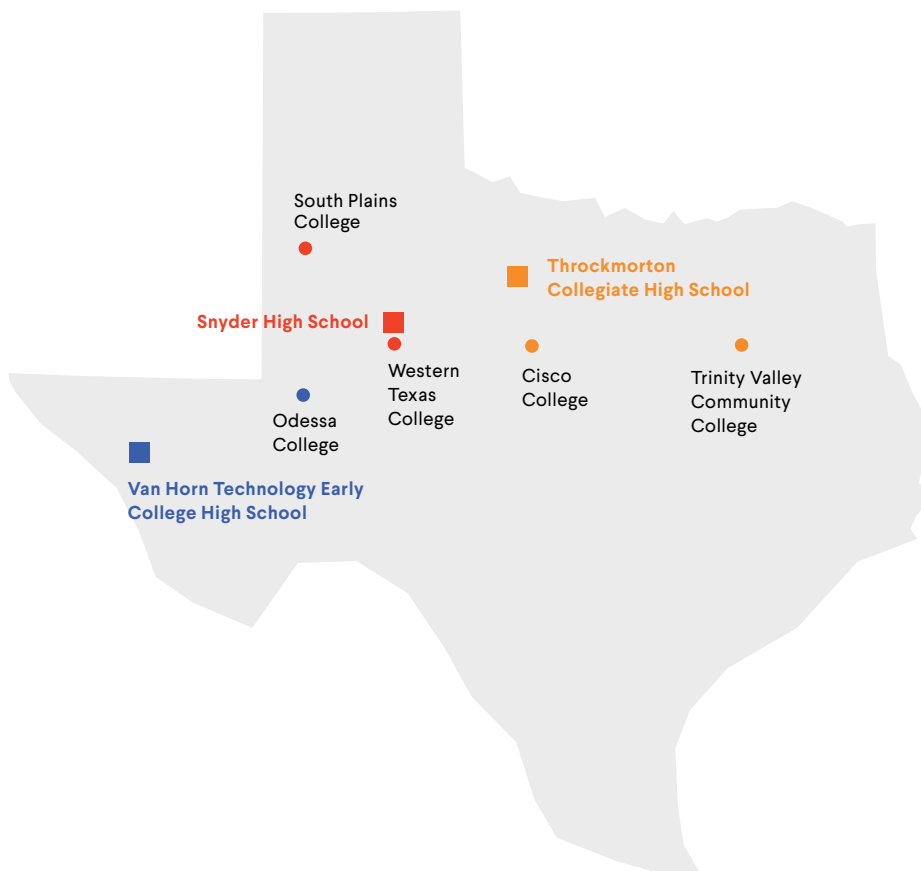 South Plains
College
Throckmorton
Collegiate High School
Snyder High School
Western
Texas
College
Cisco
College
Trinity Valley
Community
College
Odessa
College
Van Horn Technology Early
College High School